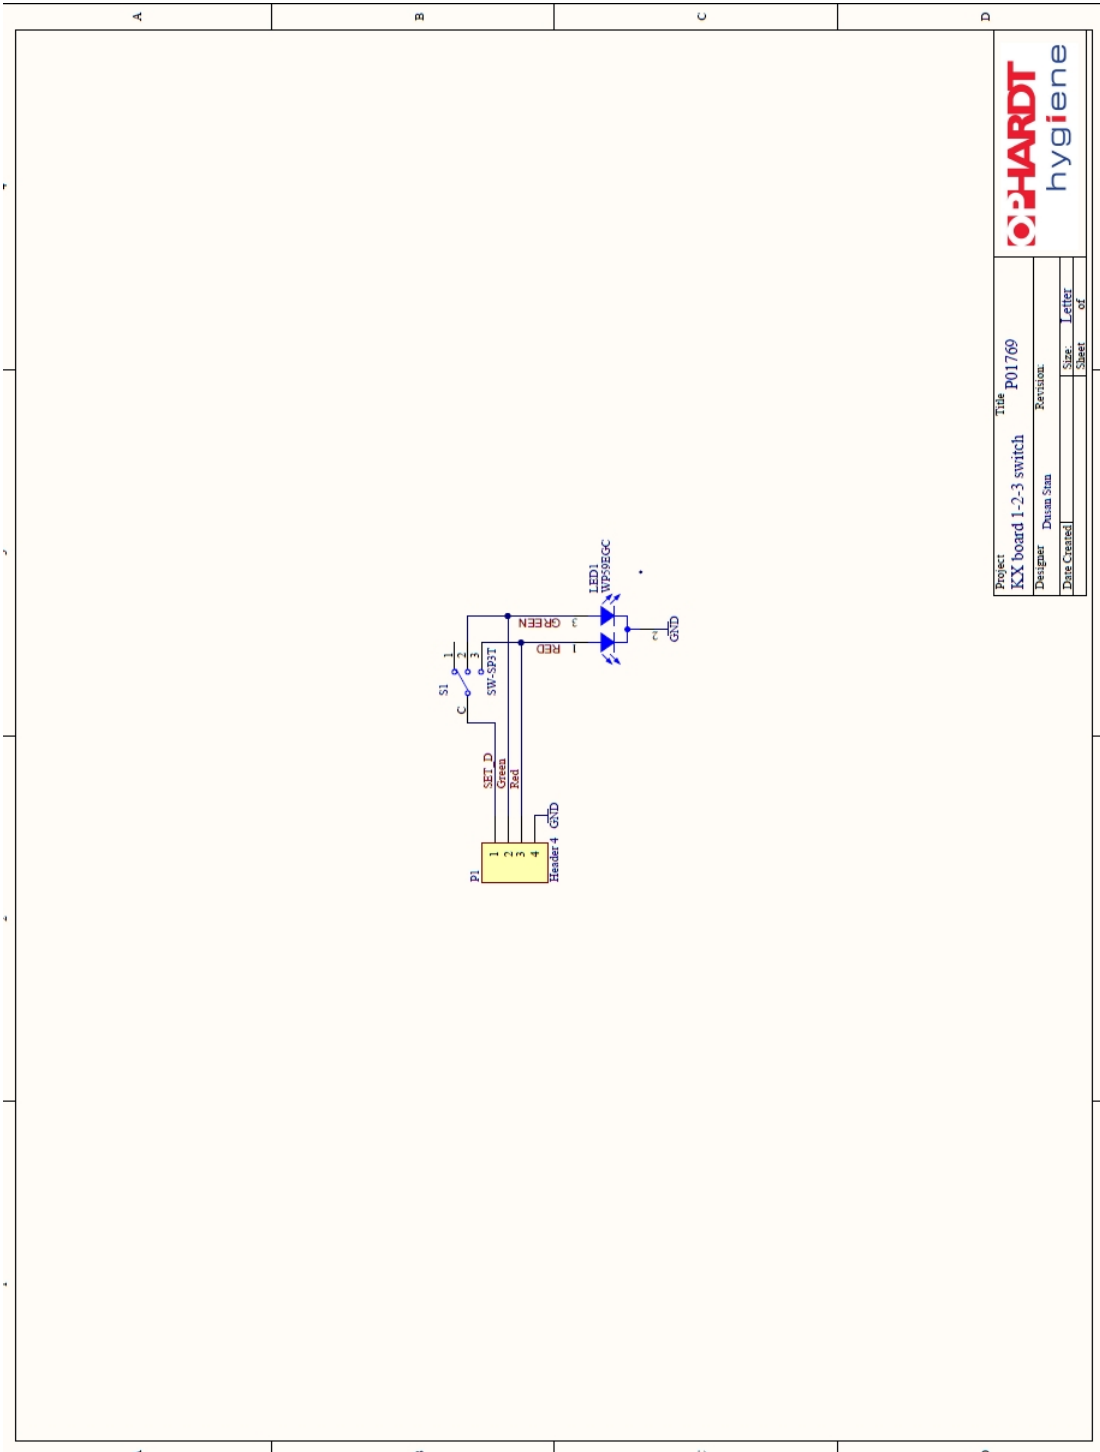 A
B
C
D
S1
C
1
2
3
SW-SP3T
SET_D
Green
Red
P1
1
2
3
4
Header 4
GND
GREEN
3
RED
1
LED1
WP59EGC
2
GND
Project
KX board 1-2-3 switch
Title
P01769
Designer
Dusan Stan
Revision:
Date Created
Size:
Letter
Sheet
of
OPHARDT
hygiene